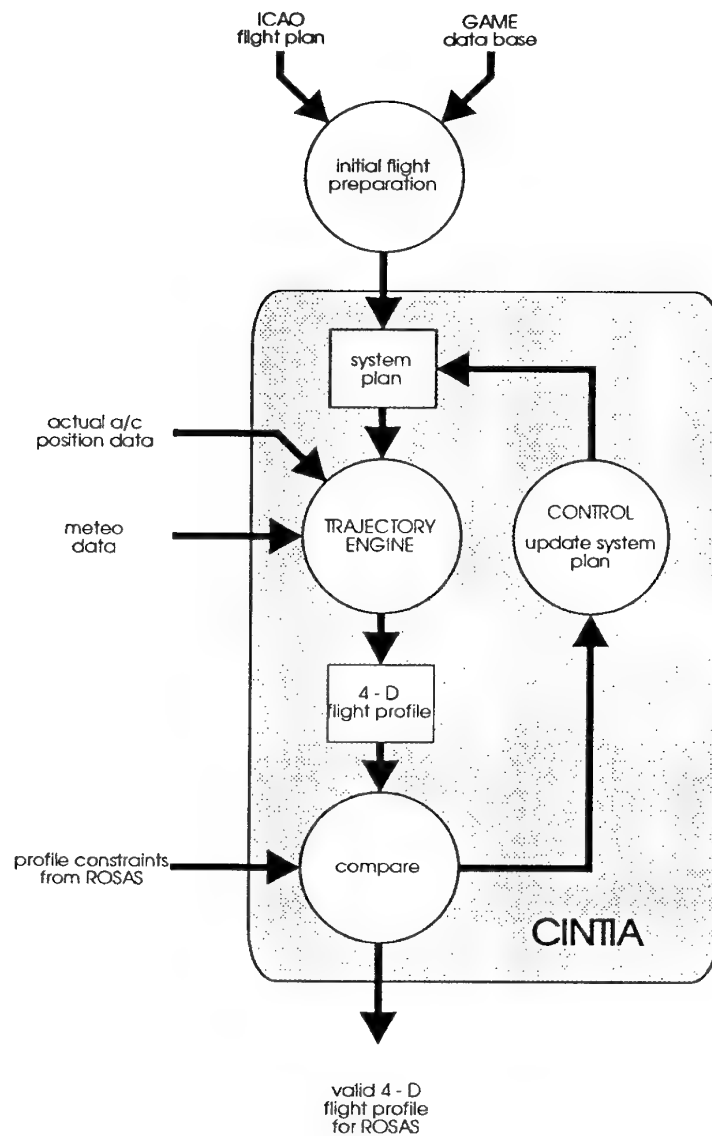 ICAO
flight plan
GAME
data base
initial flight
preparation
system
plan
actual a/c
position data
TRAJECTORY
ENGINE
CONTROL
update system
plan
meteo
data
4 - D
flight profile
profile constraints
from ROSAS
compare
CINTIA
valid 4 - D
flight profile
for ROSAS